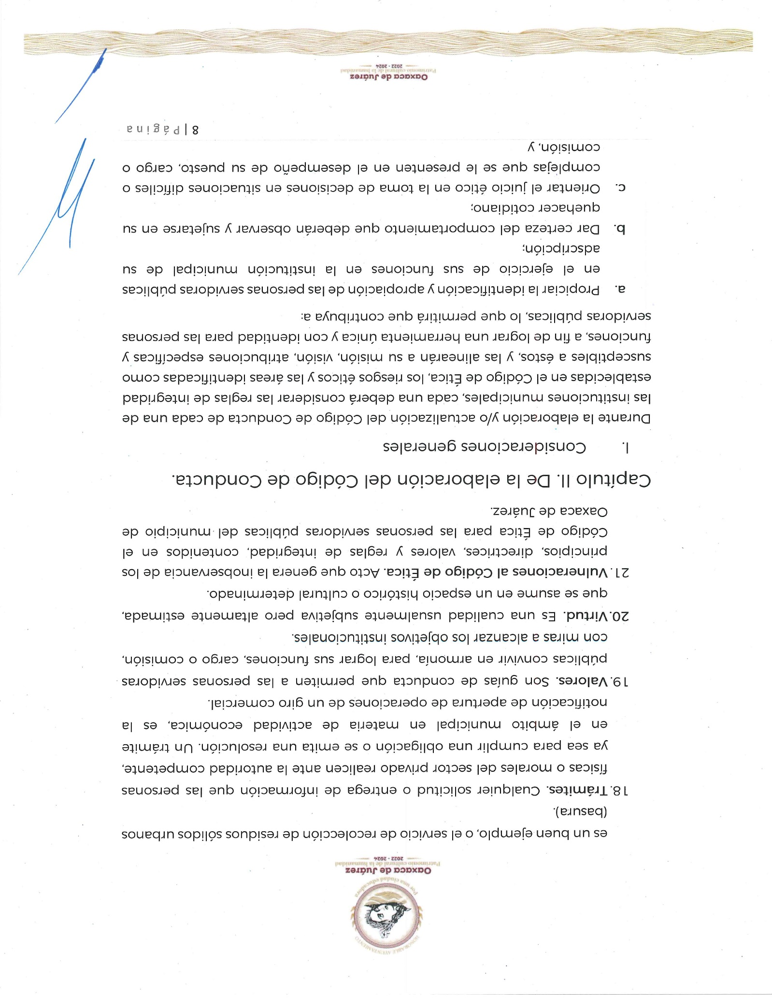 HONORABLE AYUNTAMIENTO
Por una ciudad educadora
Oaxaca de Juárez
Patrimonio cultural de la humanidad
2022 - 2024
es un buen ejemplo, o el servicio de recolección de residuos sólidos urbanos
(basura).
18. Trámites. Cualquier solicitud o entrega de información que las personas
físicas o morales del sector privado realicen ante la autoridad competente,
ya sea para cumplir una obligación o se emita una resolución. Un trámite
en el ámbito municipal en materia de actividad económica, es la
notificación de apertura de operaciones de un giro comercial.
19. Valores. Son guías de conducta que permiten a las personas servidoras
públicas convivir en armonía, para lograr sus funciones, cargo o comisión,
con miras a alcanzar los objetivos institucionales.
20. Virtud. Es una cualidad usualmente subjetiva pero altamente estimada,
que se asume en un espacio histórico o cultural determinado.
21. Vulneraciones al Código de Ética. Acto que genera la inobservancia de los
principios, directrices, valores y reglas de integridad, contenidos en el
Código de Ética para las personas servidoras públicas del municipio de
Oaxaca de Juárez.
Capítulo II. De la elaboración del Código de Conducta.
I. Consideraciones generales
Durante la elaboración y/o actualización del Código de Conducta de cada una de
las instituciones municipales, cada una deberá considerar las reglas de integridad
establecidas en el Código de Ética, los riesgos éticos y las áreas identificadas como
susceptibles a éstos, y las alinearán a su misión, visión, atribuciones específicas y
funciones, a fin de lograr una herramienta única y con identidad para las personas
servidoras públicas, lo que permitirá que contribuya a:
a. Propiciar la identificación y apropiación de las personas servidoras públicas
en el ejercicio de sus funciones en la institución municipal de su
adscripción;
b. Dar certeza del comportamiento que deberán observar y sujetarse en su
quehacer cotidiano;
c. Orientar el juicio ético en la toma de decisiones en situaciones difíciles o
complejas que se le presenten en el desempeño de su puesto, cargo o
comisión, y
8 | Página
Oaxaca de Juárez
Patrimonio cultural de la humanidad
2022 - 2024